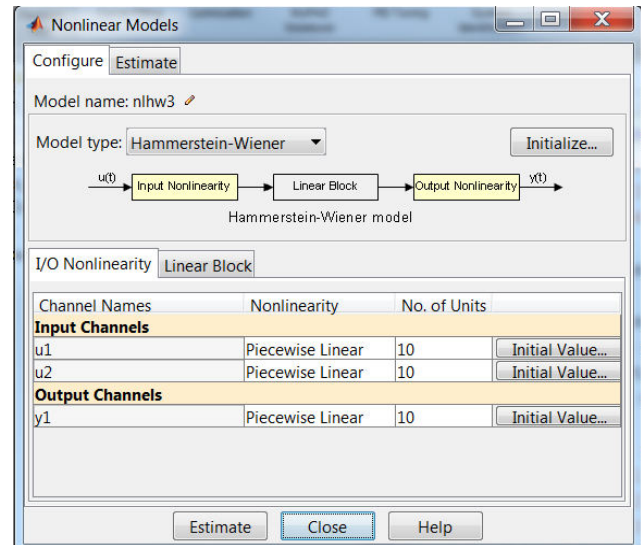 Nonlinear Models
Configure Estimate
Model name: nlhw3
Model type: Hammerstein-Wiener Initialize...
u(t) Input Nonlinearity Linear Block Output Nonlinearity y(t)
Hammerstein-Wiener model
I/O Nonlinearity Linear Block
Channel Names Nonlinearity No. of Units
Input Channels
u1 Piecewise Linear 10 Initial Value...
u2 Piecewise Linear 10 Initial Value...
Output Channels
y1 Piecewise Linear 10 Initial Value...
Estimate Close Help